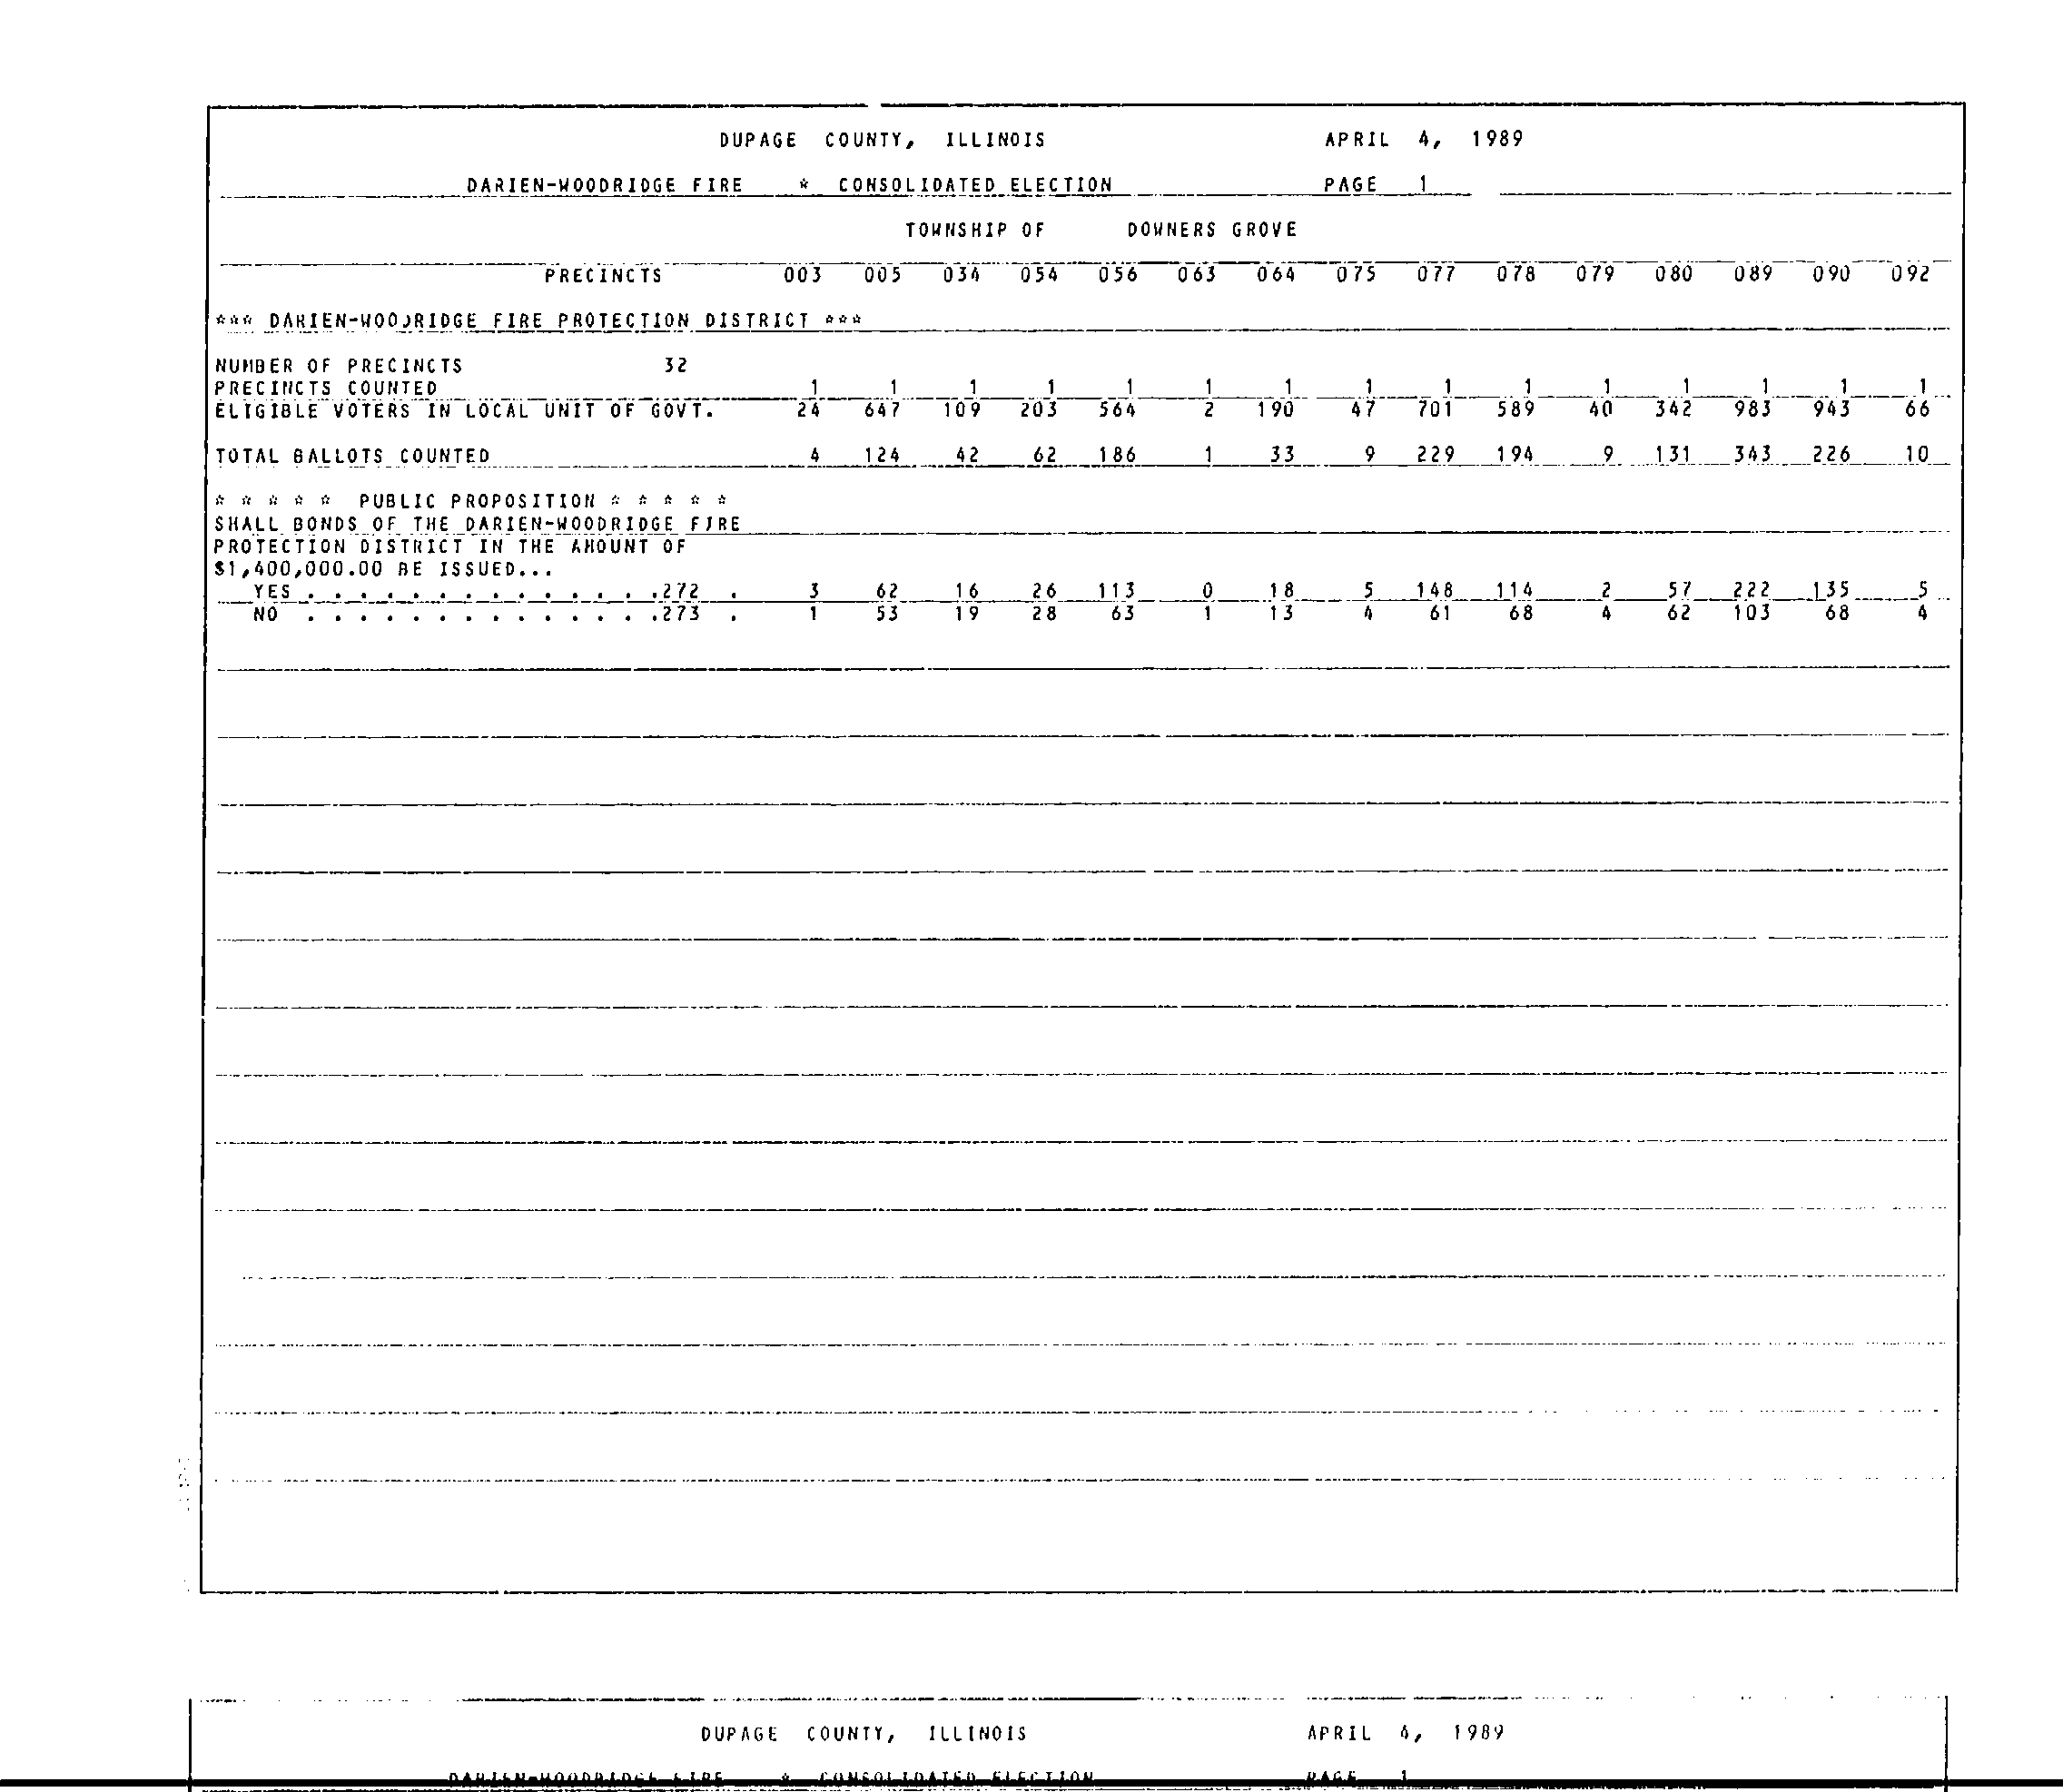 DUPAGE COUNTY, ILLINOIS APRIL 4, 1989
DARIEN-WOODRIDGE FIRE * CONSOLIDATED ELECTION PAGE 1
TOWNSHIP OF DOWNERS GROVE
PRECINCTS 003 005 034 054 056 063 064 075 077 078 079 080 089 090 092
*** DARIEN-WOODRIDGE FIRE PROTECTION DISTRICT ***
NUMBER OF PRECINCTS 32
PRECINCTS COUNTED 1 1 1 1 1 1 1 1 1 1 1 1 1 1 1
ELIGIBLE VOTERS IN LOCAL UNIT OF GOVT. 24 647 109 203 564 2 190 47 701 589 40 342 983 943 66
TOTAL BALLOTS COUNTED 4 124 42 62 186 1 33 9 229 194 9 131 343 226 10
* * * * * PUBLIC PROPOSITION * * * * *
SHALL BONDS OF THE DARIEN-WOODRIDGE FIRE
PROTECTION DISTRICT IN THE AMOUNT OF
$1,400,000.00 BE ISSUED...
YES . . . . . . . . . . . . . .272 . 3 62 16 26 113 0 18 5 148 114 2 57 222 135 5
NO . . . . . . . . . . . . . .273 . 1 53 19 28 63 1 13 4 61 68 4 62 103 68 4
DUPAGE COUNTY, ILLINOIS APRIL 4, 1989
DARIEN-WOODRIDGE FIRE * CONSOLIDATED ELECTION PAGE 1